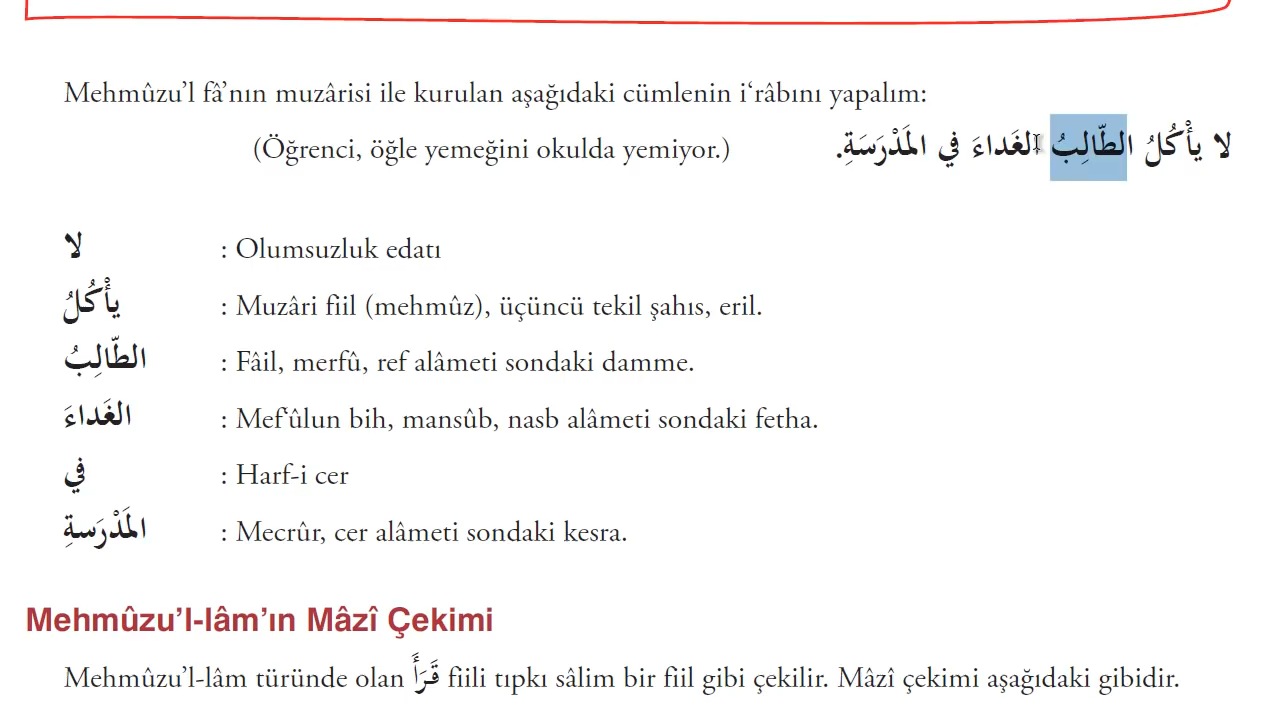 Mehmûzu’l fâ’nın muzârisi ile kurulan aşağıdaki cümlenin i‘râbını yapalım:
لا يأْكُلُ الطّالِبُ الغَداءَ في المَدْرَسَةِ. (Öğrenci, öğle yemeğini okulda yemiyor.)
لا : Olumsuzluk edatı
يأْكُلُ : Muzâri fiil (mehmûz), üçüncü tekil şahıs, eril.
الطّالِبُ : Fâil, merfû, ref alâmeti sondaki damme.
الغَداءَ : Mef‘ûlun bih, mansûb, nasb alâmeti sondaki fetha.
في : Harf-i cer
المَدْرَسةِ : Mecrûr, cer alâmeti sondaki kesra.
Mehmûzu’l-lâm’ın Mâzî Çekimi
Mehmûzu’l-lâm türünde olan قَرَأَ fiili tıpkı sâlim bir fiil gibi çekilir. Mâzî çekimi aşağıdaki gibidir.